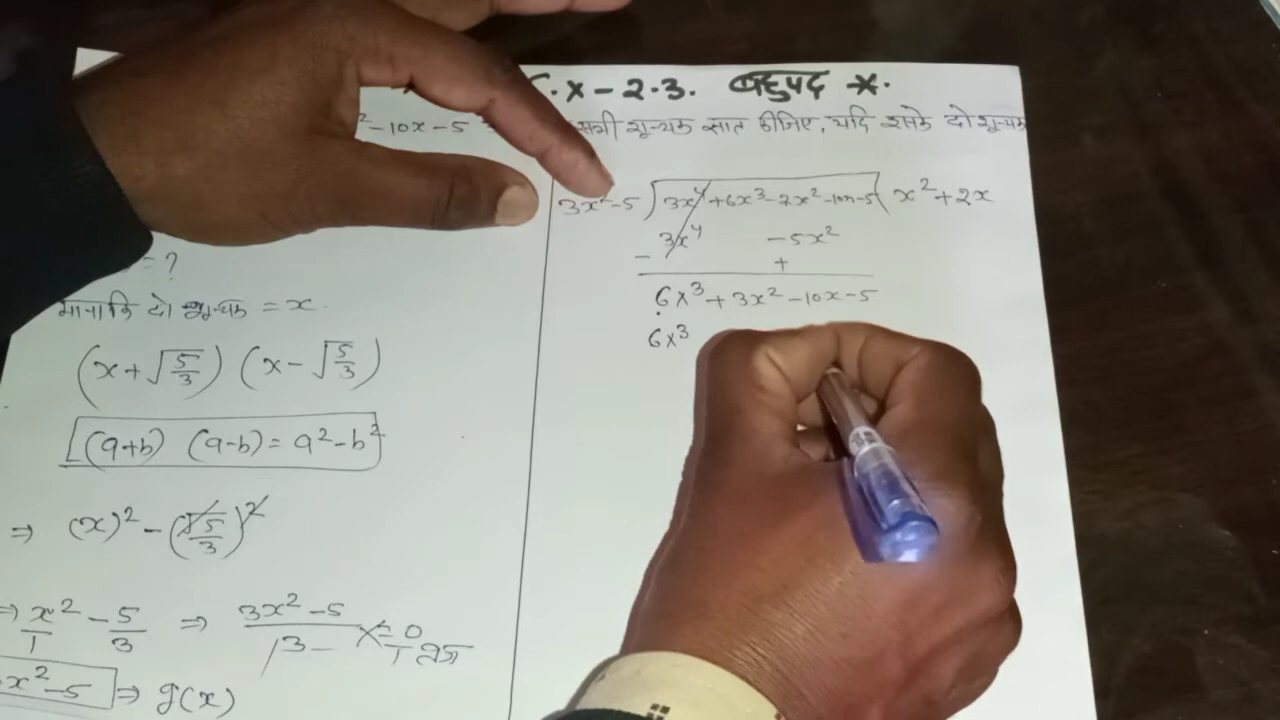 .x-2.3. बहुपद *.
²-10x-5 सभी शून्यक ज्ञात कीजिए, यदि इसके दो शून्यक
3x²-5 ) 3x⁴+6x³-2x²-10x-5 ( x²+2x
3x⁴ -5x²
- +
6x³+3x²-10x-5
6x³
= ?
मानाकि दो शून्यक = x.
(x+√5/3) (x-√5/3)
[(a+b) (a-b)= a²-b²
⇒ (x)² - (√5/3)²
⇒ x²/1 - 5/3 ⇒ 3x²-5/3 = 0/1
x²-5 ⇒ g(x)